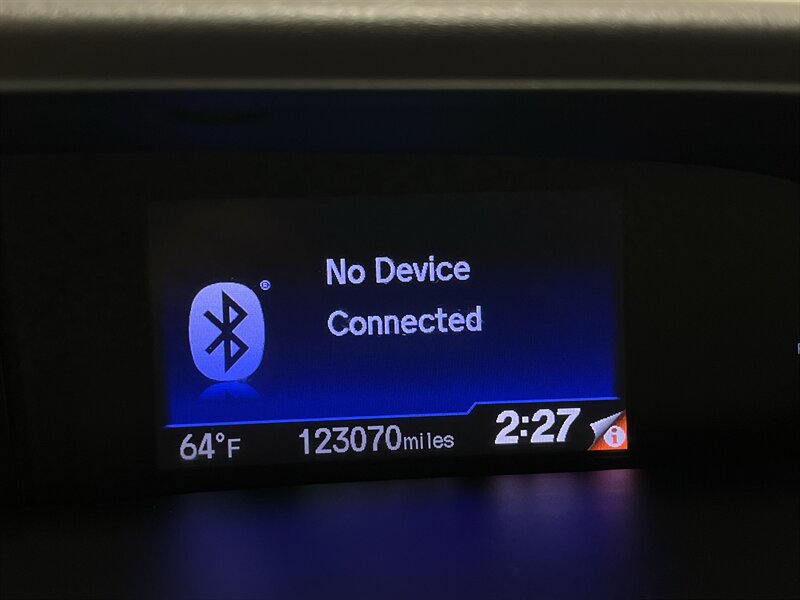 No Device
Connected
64°F 123070miles 2:27